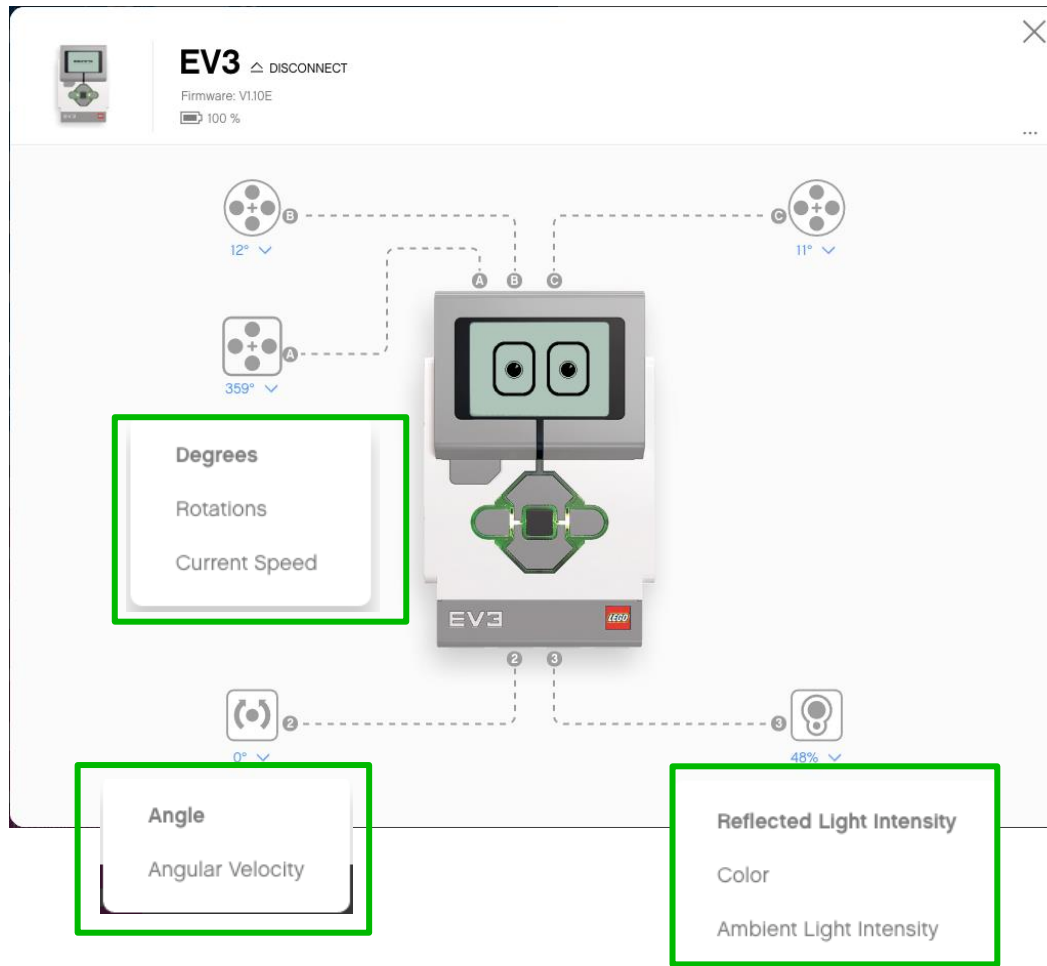 EV3 DISCONNECT
Firmware: V1.10E
100 %
...
EV3
B
C
12°
11°
A B C
A
359°
Degrees
Rotations
Current Speed
EV3 LEGO
2 3
2
3
0°
48%
Angle
Angular Velocity
Reflected Light Intensity
Color
Ambient Light Intensity